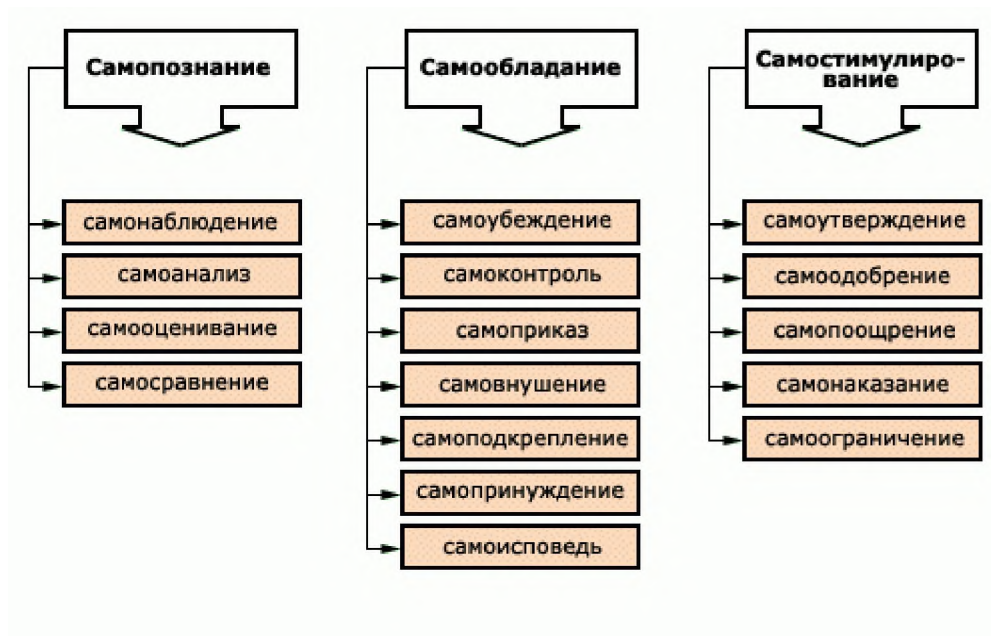 Самопознание
самонаблюдение
самоанализ
самооценивание
самосравнение
Самообладание
самоубеждение
самоконтроль
самоприказ
самовнушение
самоподкрепление
самопринуждение
самоисповедь
Самостимулиро-
вание
самоутверждение
самоодобрение
самопоощрение
самонаказание
самоограничение